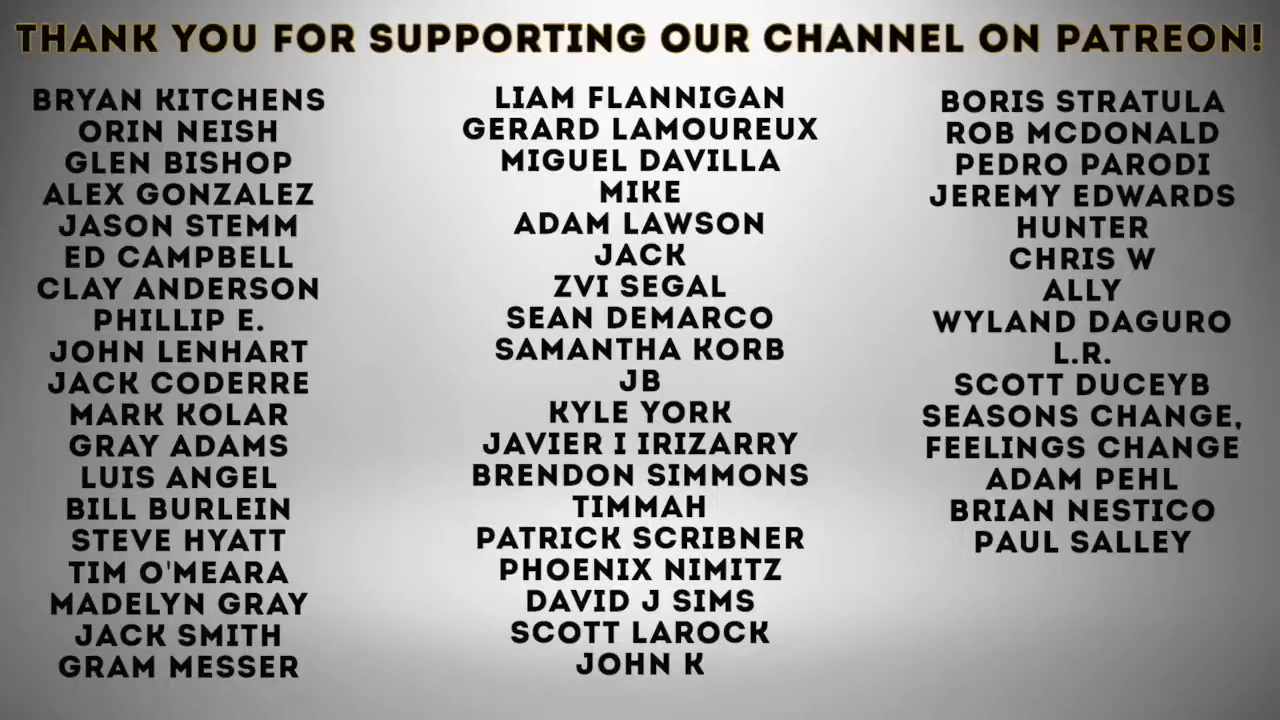 THANK YOU FOR SUPPORTING OUR CHANNEL ON PATREON!
BRYAN KITCHENS
ORIN NEISH
GLEN BISHOP
ALEX GONZALEZ
JASON STEMM
ED CAMPBELL
CLAY ANDERSON
PHILLIP E.
JOHN LENHART
JACK CODERRE
MARK KOLAR
GRAY ADAMS
LUIS ANGEL
BILL BURLEIN
STEVE HYATT
TIM O'MEARA
MADELYN GRAY
JACK SMITH
GRAM MESSER
LIAM FLANNIGAN
GERARD LAMOUREUX
MIGUEL DAVILLA
MIKE
ADAM LAWSON
JACK
ZVI SEGAL
SEAN DEMARCO
SAMANTHA KORB
JB
KYLE YORK
JAVIER I IRIZARRY
BRENDON SIMMONS
TIMMAH
PATRICK SCRIBNER
PHOENIX NIMITZ
DAVID J SIMS
SCOTT LAROCK
JOHN K
BORIS STRATULA
ROB MCDONALD
PEDRO PARODI
JEREMY EDWARDS
HUNTER
CHRIS W
ALLY
WYLAND DAGURO
L.R.
SCOTT DUCEYB
SEASONS CHANGE,
FEELINGS CHANGE
ADAM PEHL
BRIAN NESTICO
PAUL SALLEY